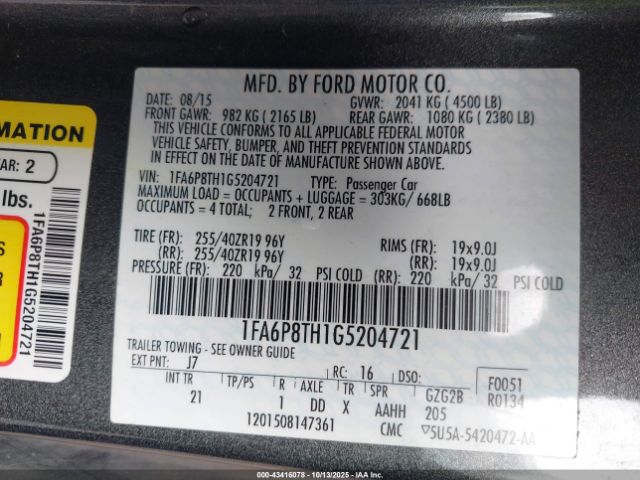 MFD. BY FORD MOTOR CO.
DATE: 08/15 GVWR: 2041 KG ( 4500 LB)
FRONT GAWR: 982 KG ( 2165 LB) REAR GAWR: 1080 KG ( 2380 LB)
THIS VEHICLE CONFORMS TO ALL APPLICABLE FEDERAL MOTOR
VEHICLE SAFETY, BUMPER, AND THEFT PREVENTION STANDARDS
IN EFFECT ON THE DATE OF MANUFACTURE SHOWN ABOVE.
VIN: 1FA6P8TH1G5204721 TYPE: Passenger Car
MAXIMUM LOAD = OCCUPANTS + LUGGAGE = 303KG/ 668LB
OCCUPANTS = 4 TOTAL; 2 FRONT, 2 REAR
TIRE (FR): 255/40ZR19 96Y RIMS (FR): 19x9.0J
(RR): 255/40ZR19 96Y (RR): 19x9.0J
PRESSURE (FR): 220 kPa/ 32 PSI COLD (RR): 220 kPa/ 32 PSI COLD
1FA6P8TH1G5204721
TRAILER TOWING - SEE OWNER GUIDE
EXT PNT: J7 RC: 16 DSO: F0051
INT TR TP/PS R AXLE TR SPR GZG2B R0134
21 1 DD X AAHH 205
1201508147361 CMC ▽5U5A-5420472-AA
RMATION
AR: 2
lbs.
S
R
1FA6P8TH1G5204721
#43416078 | 10/13/2025 | © IAA, Inc.